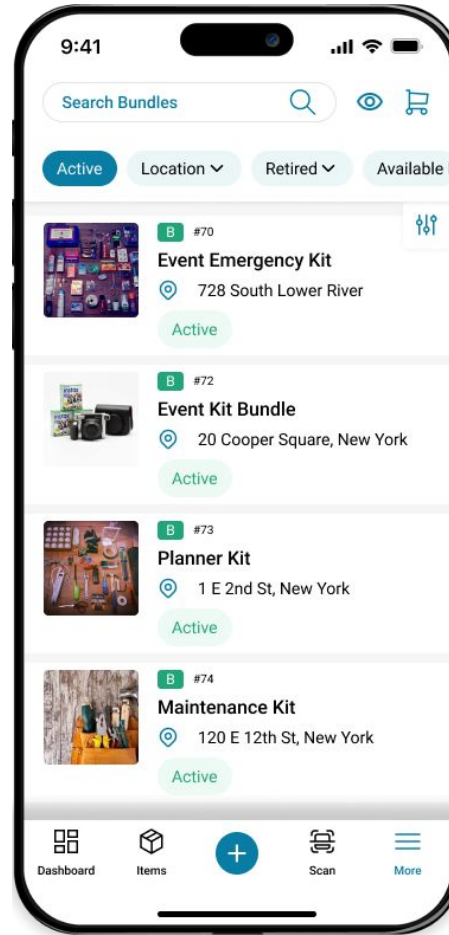 9:41
Search Bundles
Active Location Retired Available
B #70
Event Emergency Kit
728 South Lower River
Active
B #72
Event Kit Bundle
20 Cooper Square, New York
Active
B #73
Planner Kit
1 E 2nd St, New York
Active
B #74
Maintenance Kit
120 E 12th St, New York
Active
Dashboard Items Scan More